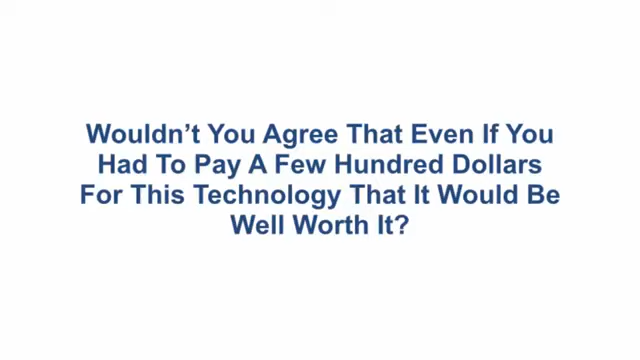 Wouldn’t You Agree That Even If You
Had To Pay A Few Hundred Dollars
For This Technology That It Would Be
Well Worth It?